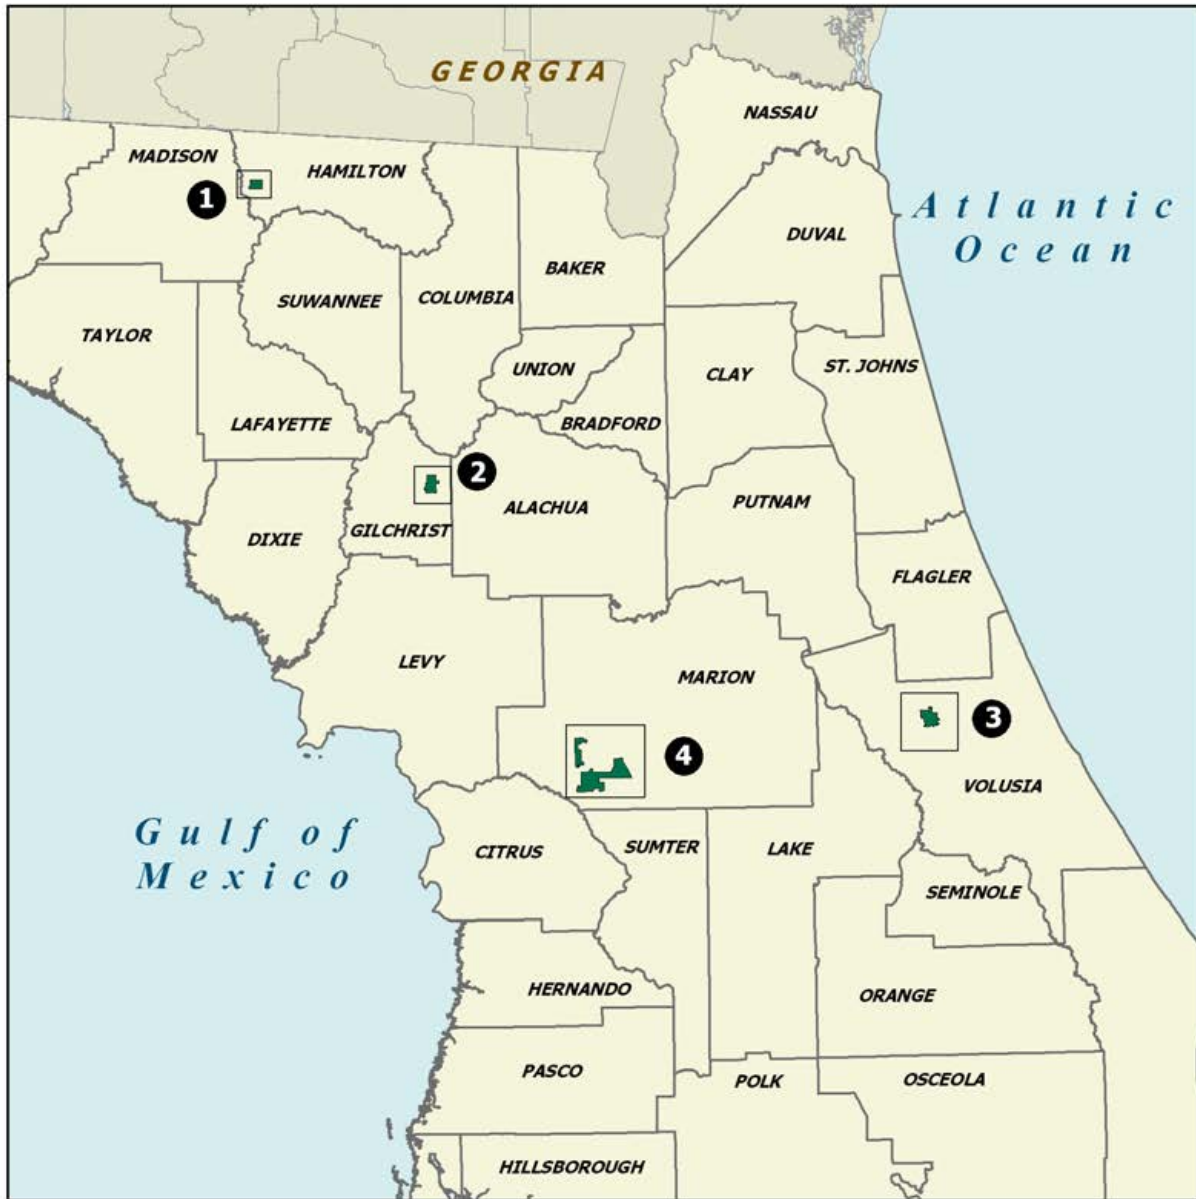 GEORGIA
NASSAU
MADISON
HAMILTON
1
Atlantic
Ocean
DUVAL
BAKER
SUWANNEE
COLUMBIA
TAYLOR
UNION
CLAY
ST. JOHNS
LAFAYETTE
BRADFORD
2
ALACHUA
PUTNAM
GILCHRIST
DIXIE
FLAGLER
LEVY
MARION
3
4
VOLUSIA
Gulf of
Mexico
CITRUS
SUMTER
LAKE
SEMINOLE
HERNANDO
ORANGE
PASCO
POLK
OSCEOLA
HILLSBOROUGH